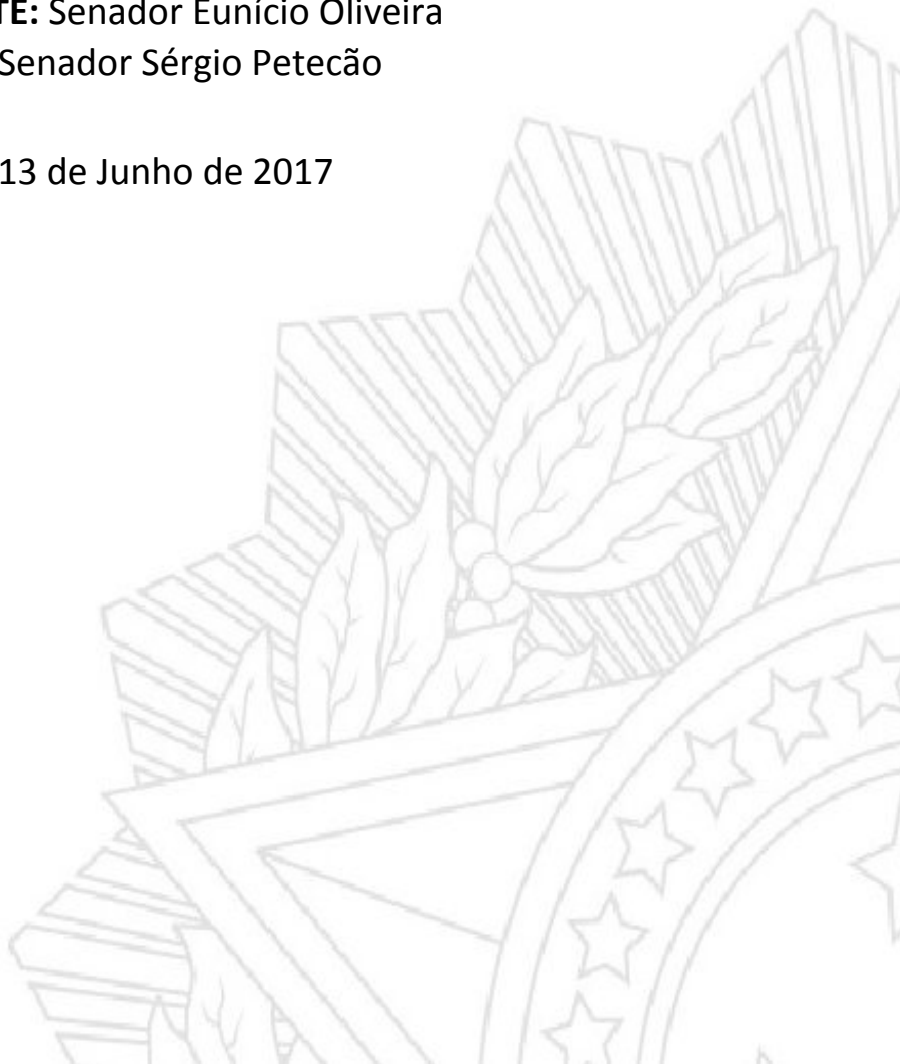 TE: Senador Eunício Oliveira
Senador Sérgio Petecão
13 de Junho de 2017